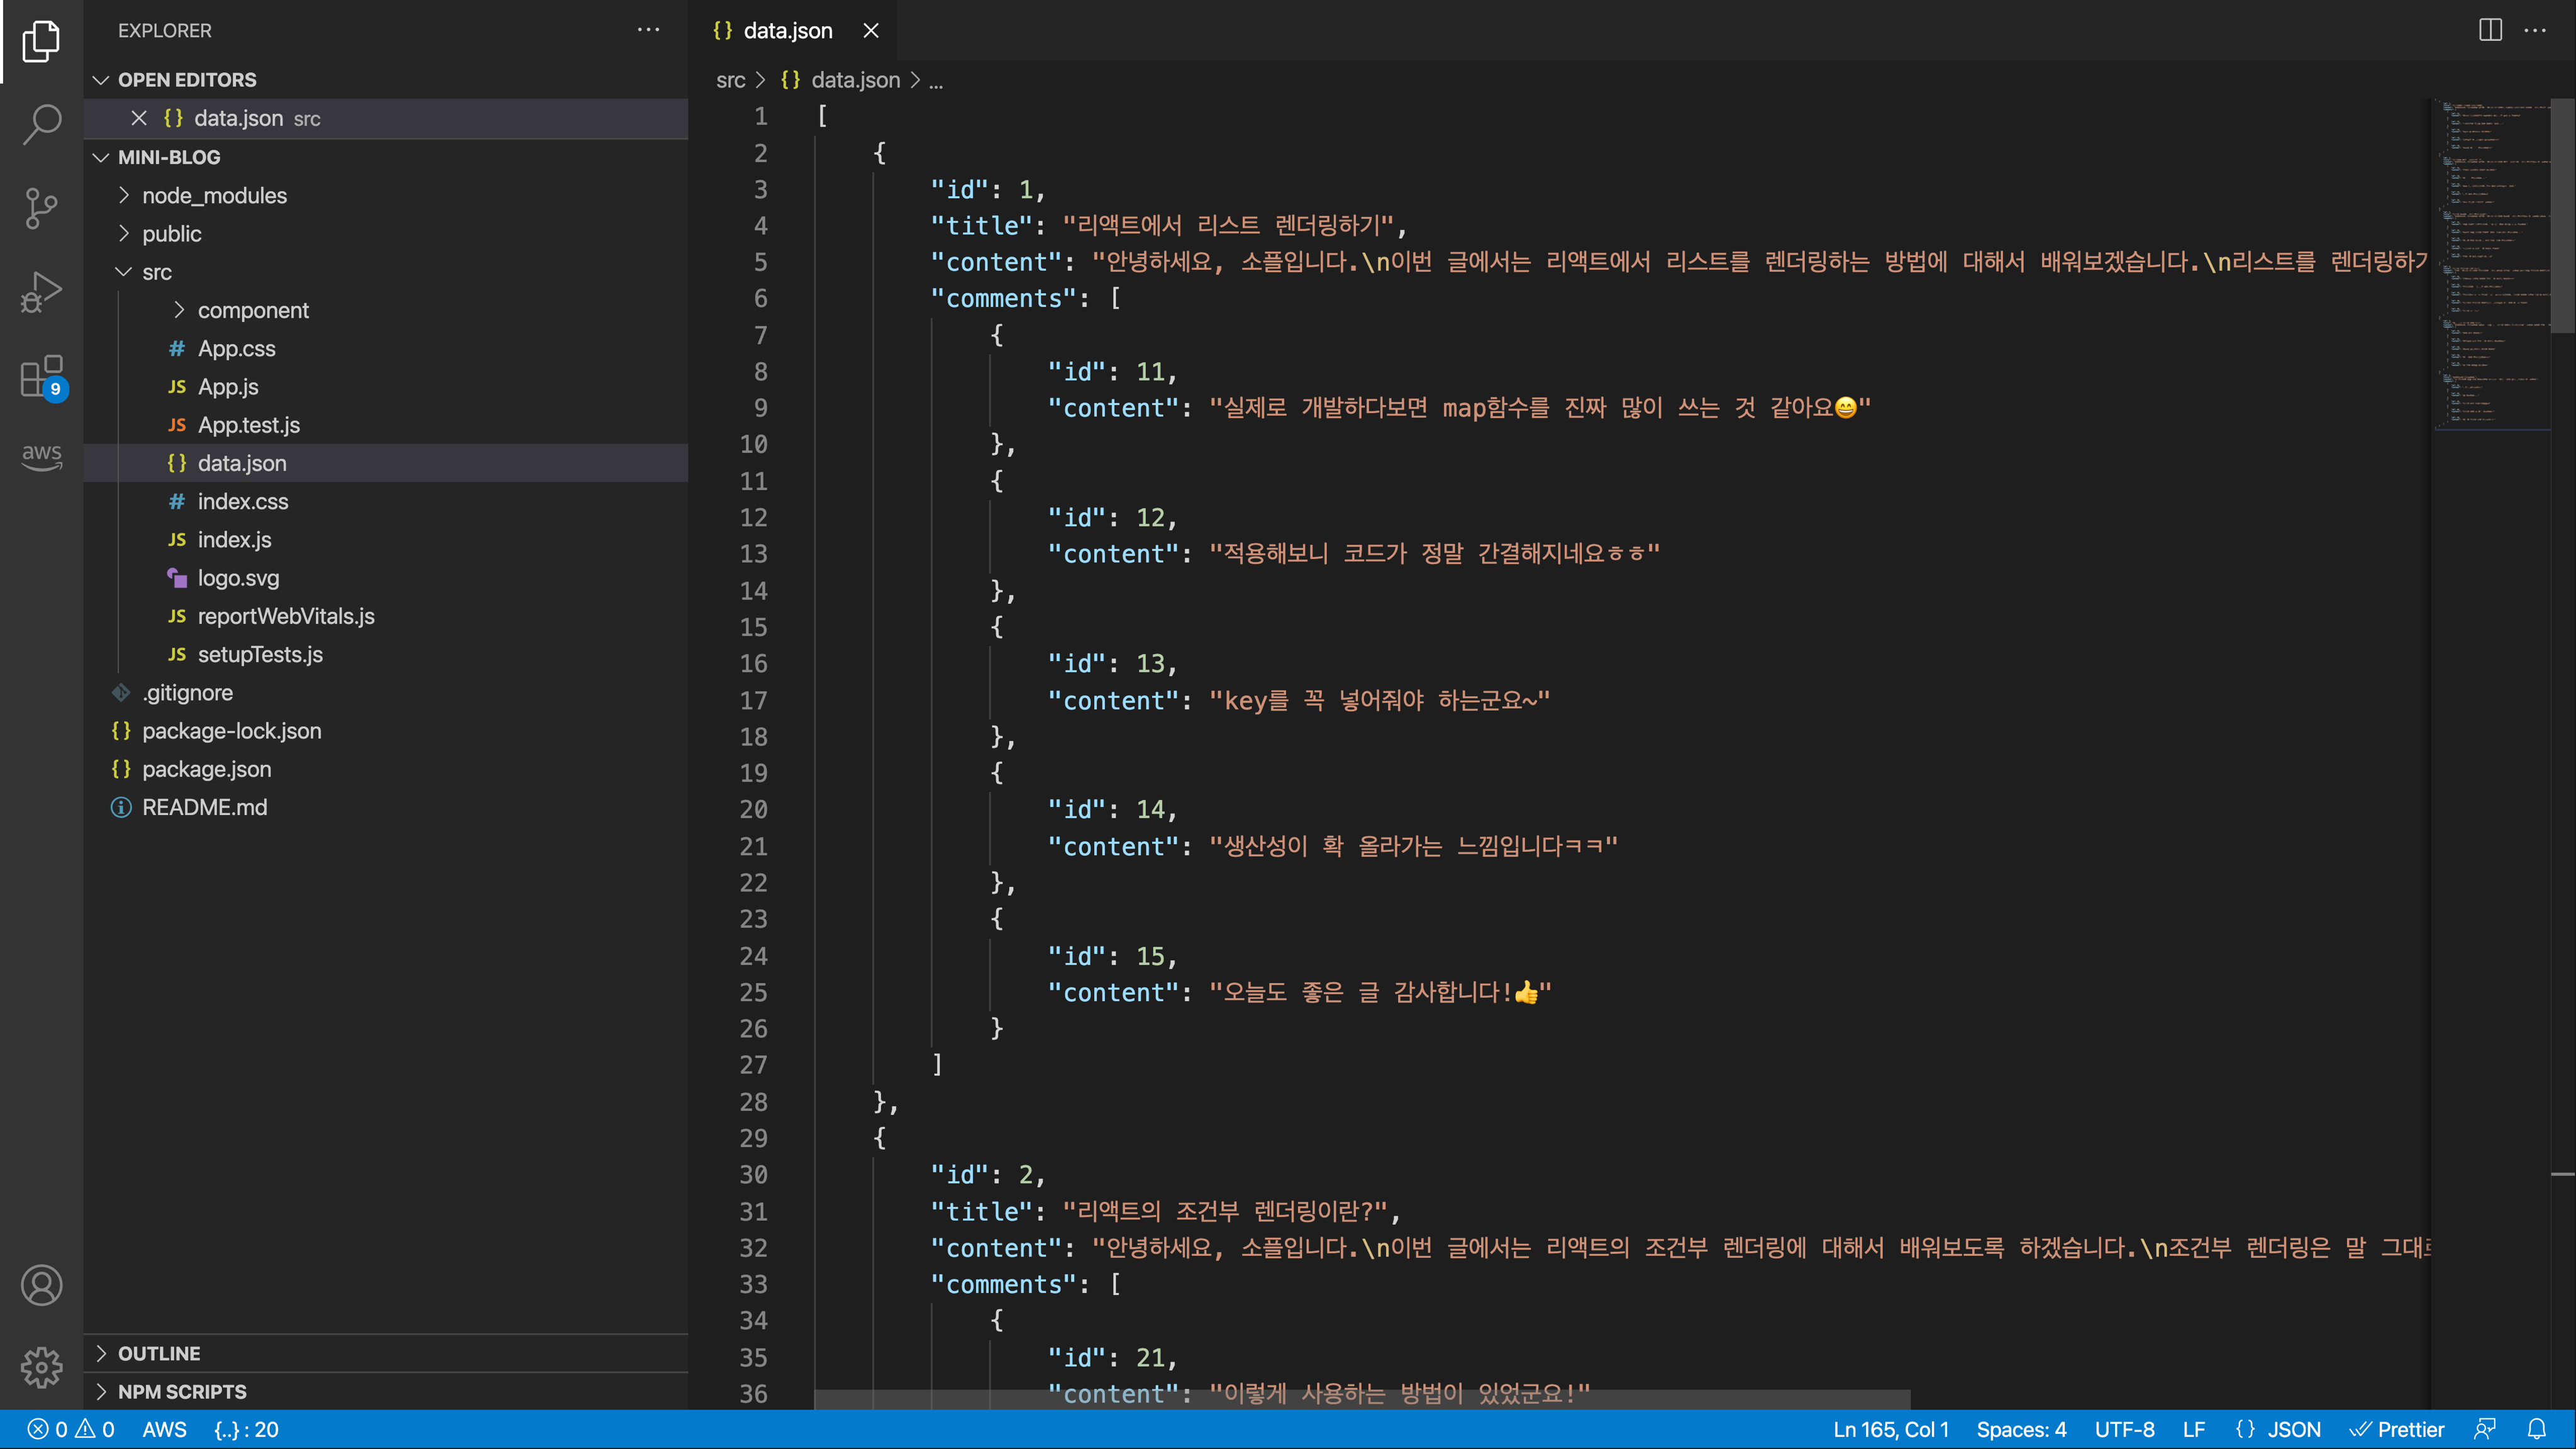 EXPLORER
OPEN EDITORS
data.json src
MINI-BLOG
node_modules
public
src
component
# App.css
JS App.js
JS App.test.js
{} data.json
# index.css
JS index.js
logo.svg
JS reportWebVitals.js
JS setupTests.js
.gitignore
{} package-lock.json
{} package.json
README.md
OUTLINE
NPM SCRIPTS
9
aws
{} data.json
src > {} data.json > ...
1 [
2 {
3 "id": 1,
4 "title": "리액트에서 리스트 렌더링하기",
5 "content": "안녕하세요, 소플입니다.\n이번 글에서는 리액트에서 리스트를 렌더링하는 방법에 대해서 배워보겠습니다.\n리스트를 렌더링하기
6 "comments": [
7 {
8 "id": 11,
9 "content": "실제로 개발하다보면 map함수를 진짜 많이 쓰는 것 같아요😄"
10 },
11 {
12 "id": 12,
13 "content": "적용해보니 코드가 정말 간결해지네요ㅎㅎ"
14 },
15 {
16 "id": 13,
17 "content": "key를 꼭 넣어줘야 하는군요~"
18 },
19 {
20 "id": 14,
21 "content": "생산성이 확 올라가는 느낌입니다ㅋㅋ"
22 },
23 {
24 "id": 15,
25 "content": "오늘도 좋은 글 감사합니다!👍"
26 }
27 ]
28 },
29 {
30 "id": 2,
31 "title": "리액트의 조건부 렌더링이란?",
32 "content": "안녕하세요, 소플입니다.\n이번 글에서는 리액트의 조건부 렌더링에 대해서 배워보도록 하겠습니다.\n조건부 렌더링은 말 그대로
33 "comments": [
34 {
35 "id": 21,
36 "content": "이렇게 사용하는 방법이 있었군요!"
0 0 AWS {..} : 20
Ln 165, Col 1 Spaces: 4 UTF-8 LF {} JSON Prettier